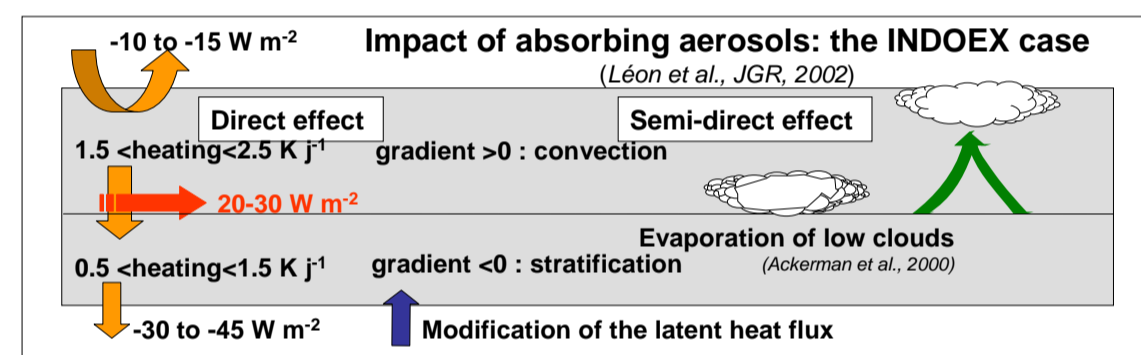 -10 to -15 W m⁻²
Impact of absorbing aerosols: the INDOEX case
(Léon et al., JGR, 2002)
Direct effect
Semi-direct effect
1.5 <heating<2.5 K j⁻¹
gradient >0 : convection
20-30 W m⁻²
Evaporation of low clouds
(Ackerman et al., 2000)
0.5 <heating<1.5 K j⁻¹
gradient <0 : stratification
-30 to -45 W m⁻²
Modification of the latent heat flux